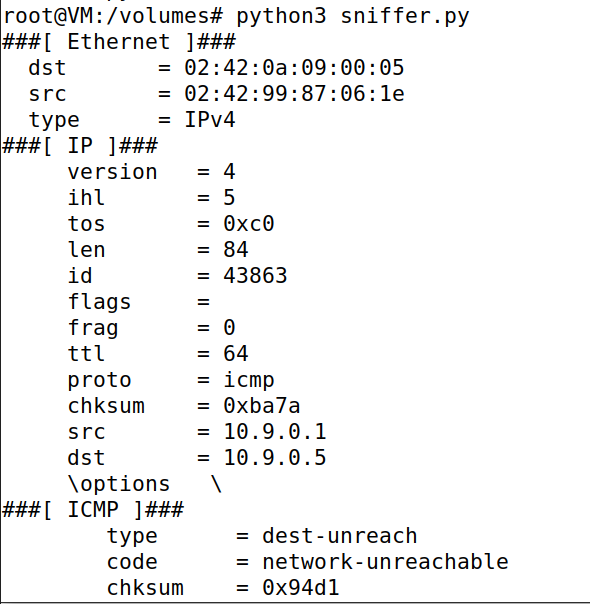 root@VM:/volumes# python3 sniffer.py
###[ Ethernet ]###
  dst       = 02:42:0a:09:00:05
  src       = 02:42:99:87:06:1e
  type      = IPv4
###[ IP ]###
     version   = 4
     ihl       = 5
     tos       = 0xc0
     len       = 84
     id        = 43863
     flags     =
     frag      = 0
     ttl       = 64
     proto     = icmp
     chksum    = 0xba7a
     src       = 10.9.0.1
     dst       = 10.9.0.5
     \options   \
###[ ICMP ]###
        type      = dest-unreach
        code      = network-unreachable
        chksum    = 0x94d1